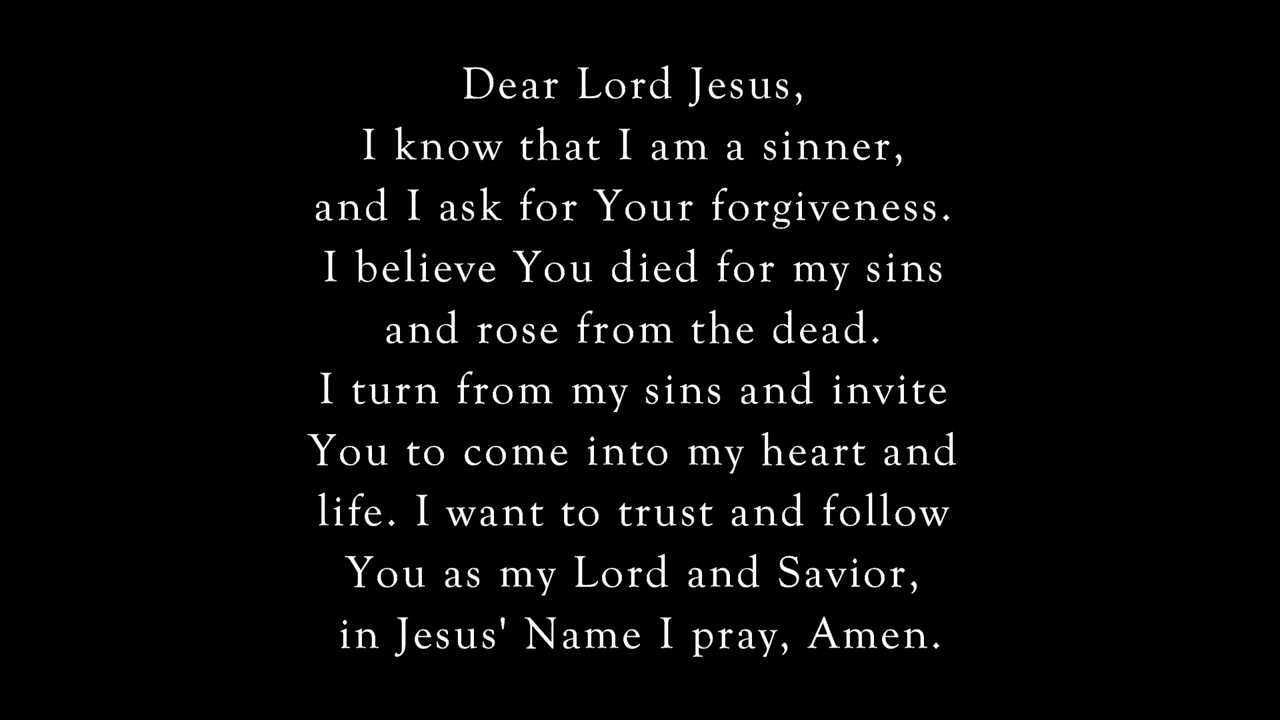 Dear Lord Jesus,
I know that I am a sinner,
and I ask for Your forgiveness.
I believe You died for my sins
and rose from the dead.
I turn from my sins and invite
You to come into my heart and
life. I want to trust and follow
You as my Lord and Savior,
in Jesus' Name I pray, Amen.